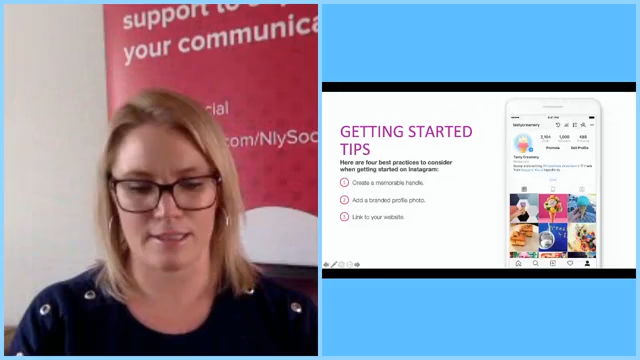 support to
your communica
cial
.com/NlySoc
GETTING STARTED
TIPS
Here are four best practices to consider
when getting started on Instagram:
1 Create a memorable handle.
2 Add a branded profile photo.
3 Link to your website.
Promote
Edit Profile